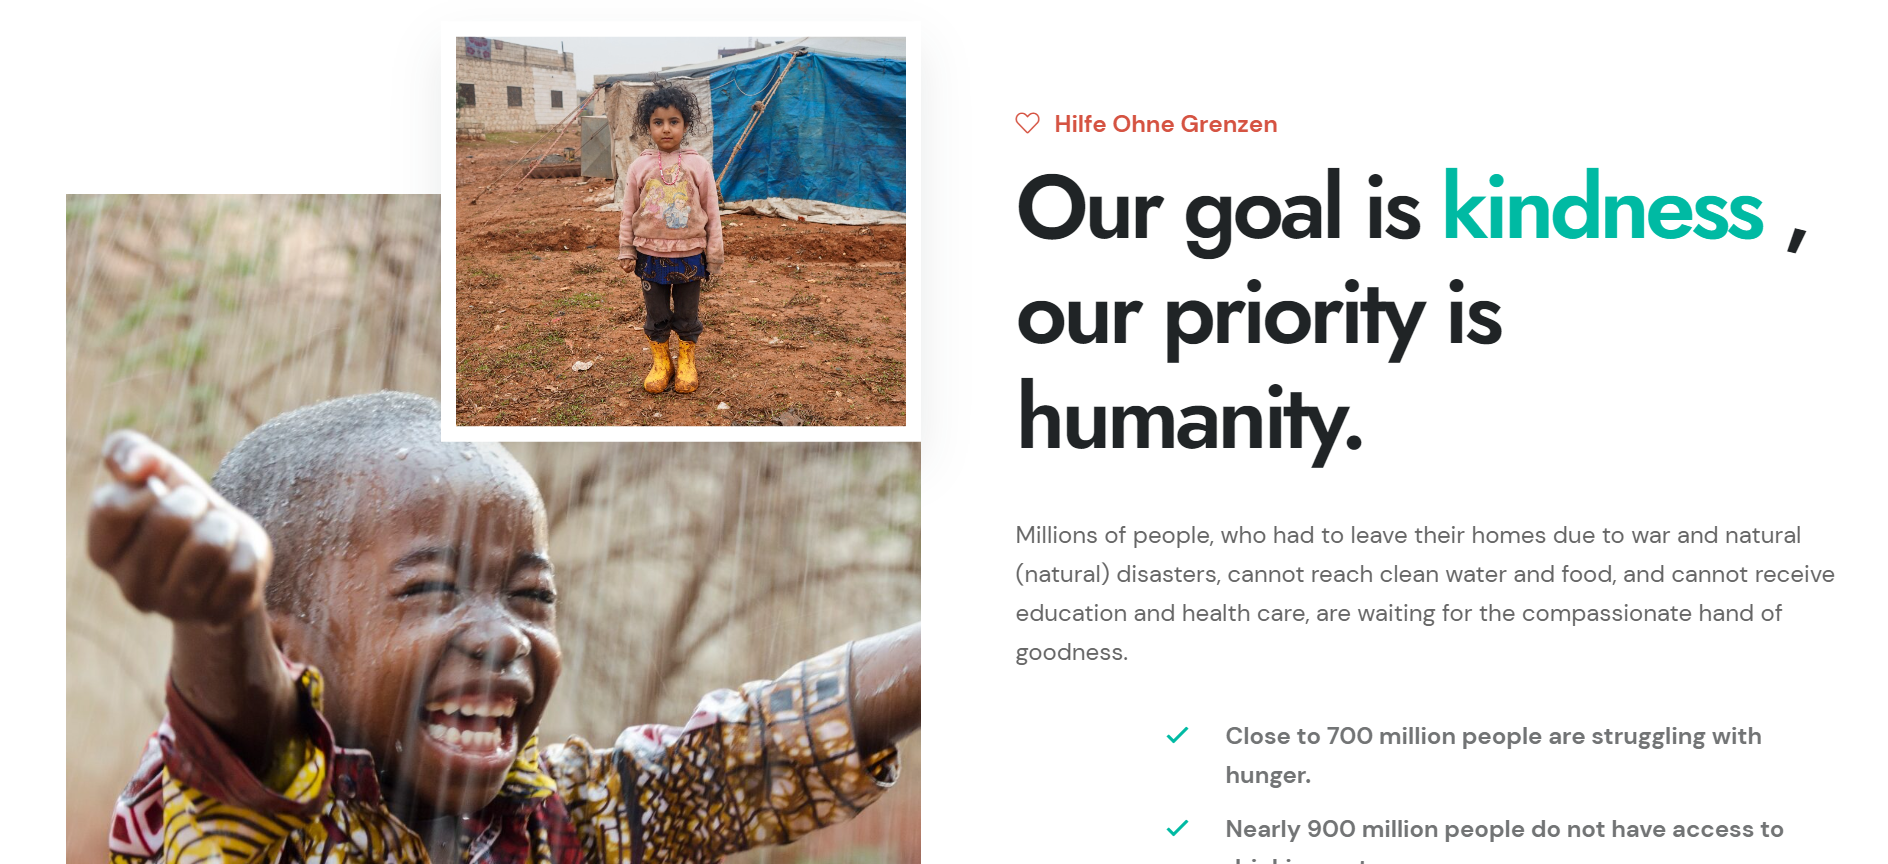 Hilfe Ohne Grenzen
Our goal is kindness ,
our priority is
humanity.
Millions of people, who had to leave their homes due to war and natural
(natural) disasters, cannot reach clean water and food, and cannot receive
education and health care, are waiting for the compassionate hand of
goodness.
Close to 700 million people are struggling with
hunger.
Nearly 900 million people do not have access to